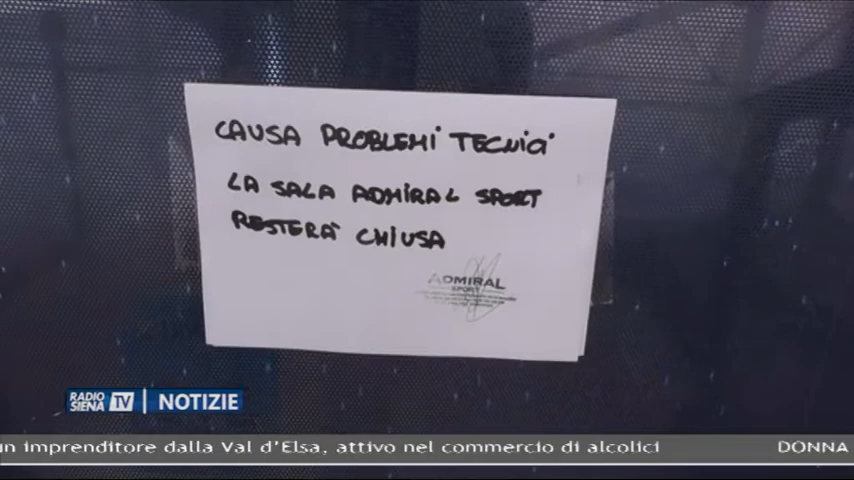 CAUSA PROBLEMI TECNICI
LA SALA ADMIRAL SPORT
RESTERA' CHIUSA
ADMIRAL
SPORT
RADIO
SIENA TV NOTIZIE
un imprenditore dalla Val d'Elsa, attivo nel commercio di alcolici DONNA